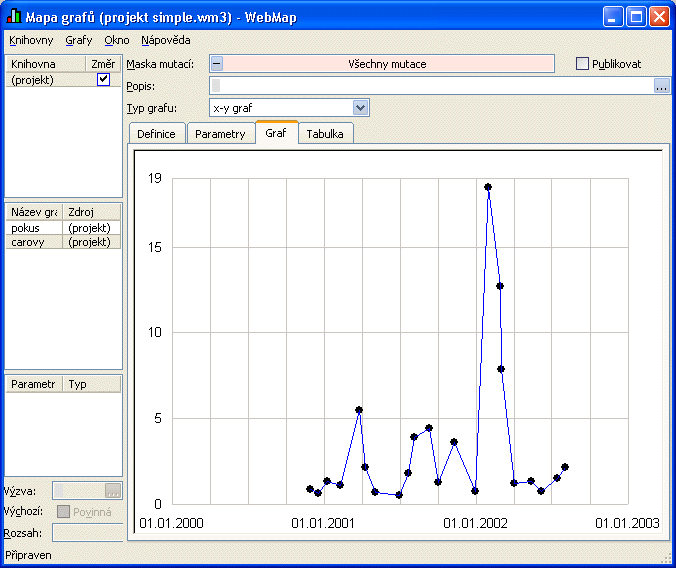 Mapa grafů (projekt simple.wm3) - WebMap
Knihovny Grafy Okno Nápověda
Knihovna Změr
(projekt)
Maska mutací: Všechny mutace Publikovat
Popis: ...
Typ grafu: x-y graf
Definice Parametry Graf Tabulka
Název gra Zdroj
pokus (projekt)
carovy (projekt)
Parametr Typ
Výzva: ...
Výchozí: Povinná
Rozsah:
19
15
10
5
0
01.01.2000 01.01.2001 01.01.2002 01.01.2003
Připraven